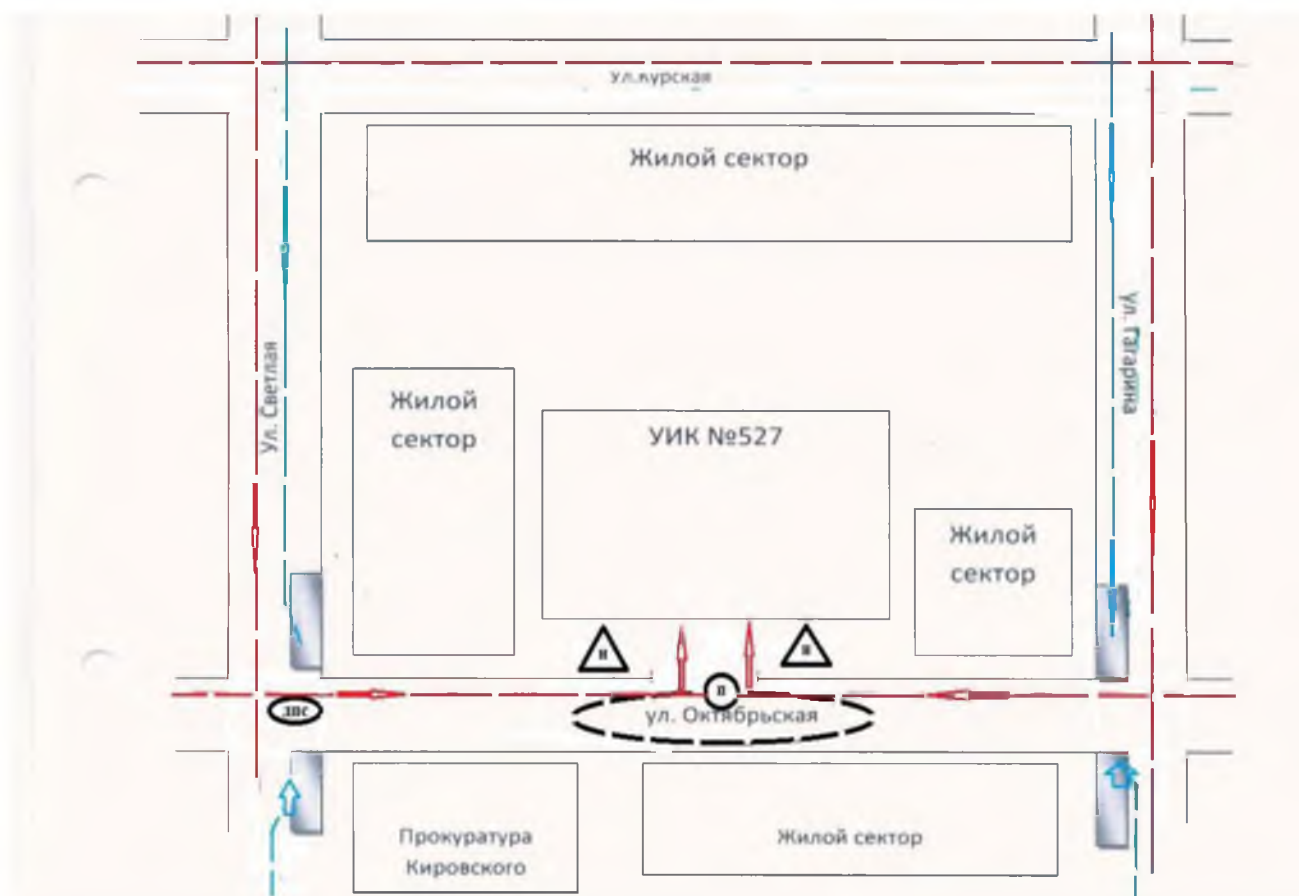 Ул.Курская
Жилой сектор
Ул. Светлая
ул. Гагарина
Жилой
сектор
УИК №527
Жилой
сектор
Н
Н
П
ДПС
ул. Октябрьская
Прокуратура
Кировского
Жилой сектор